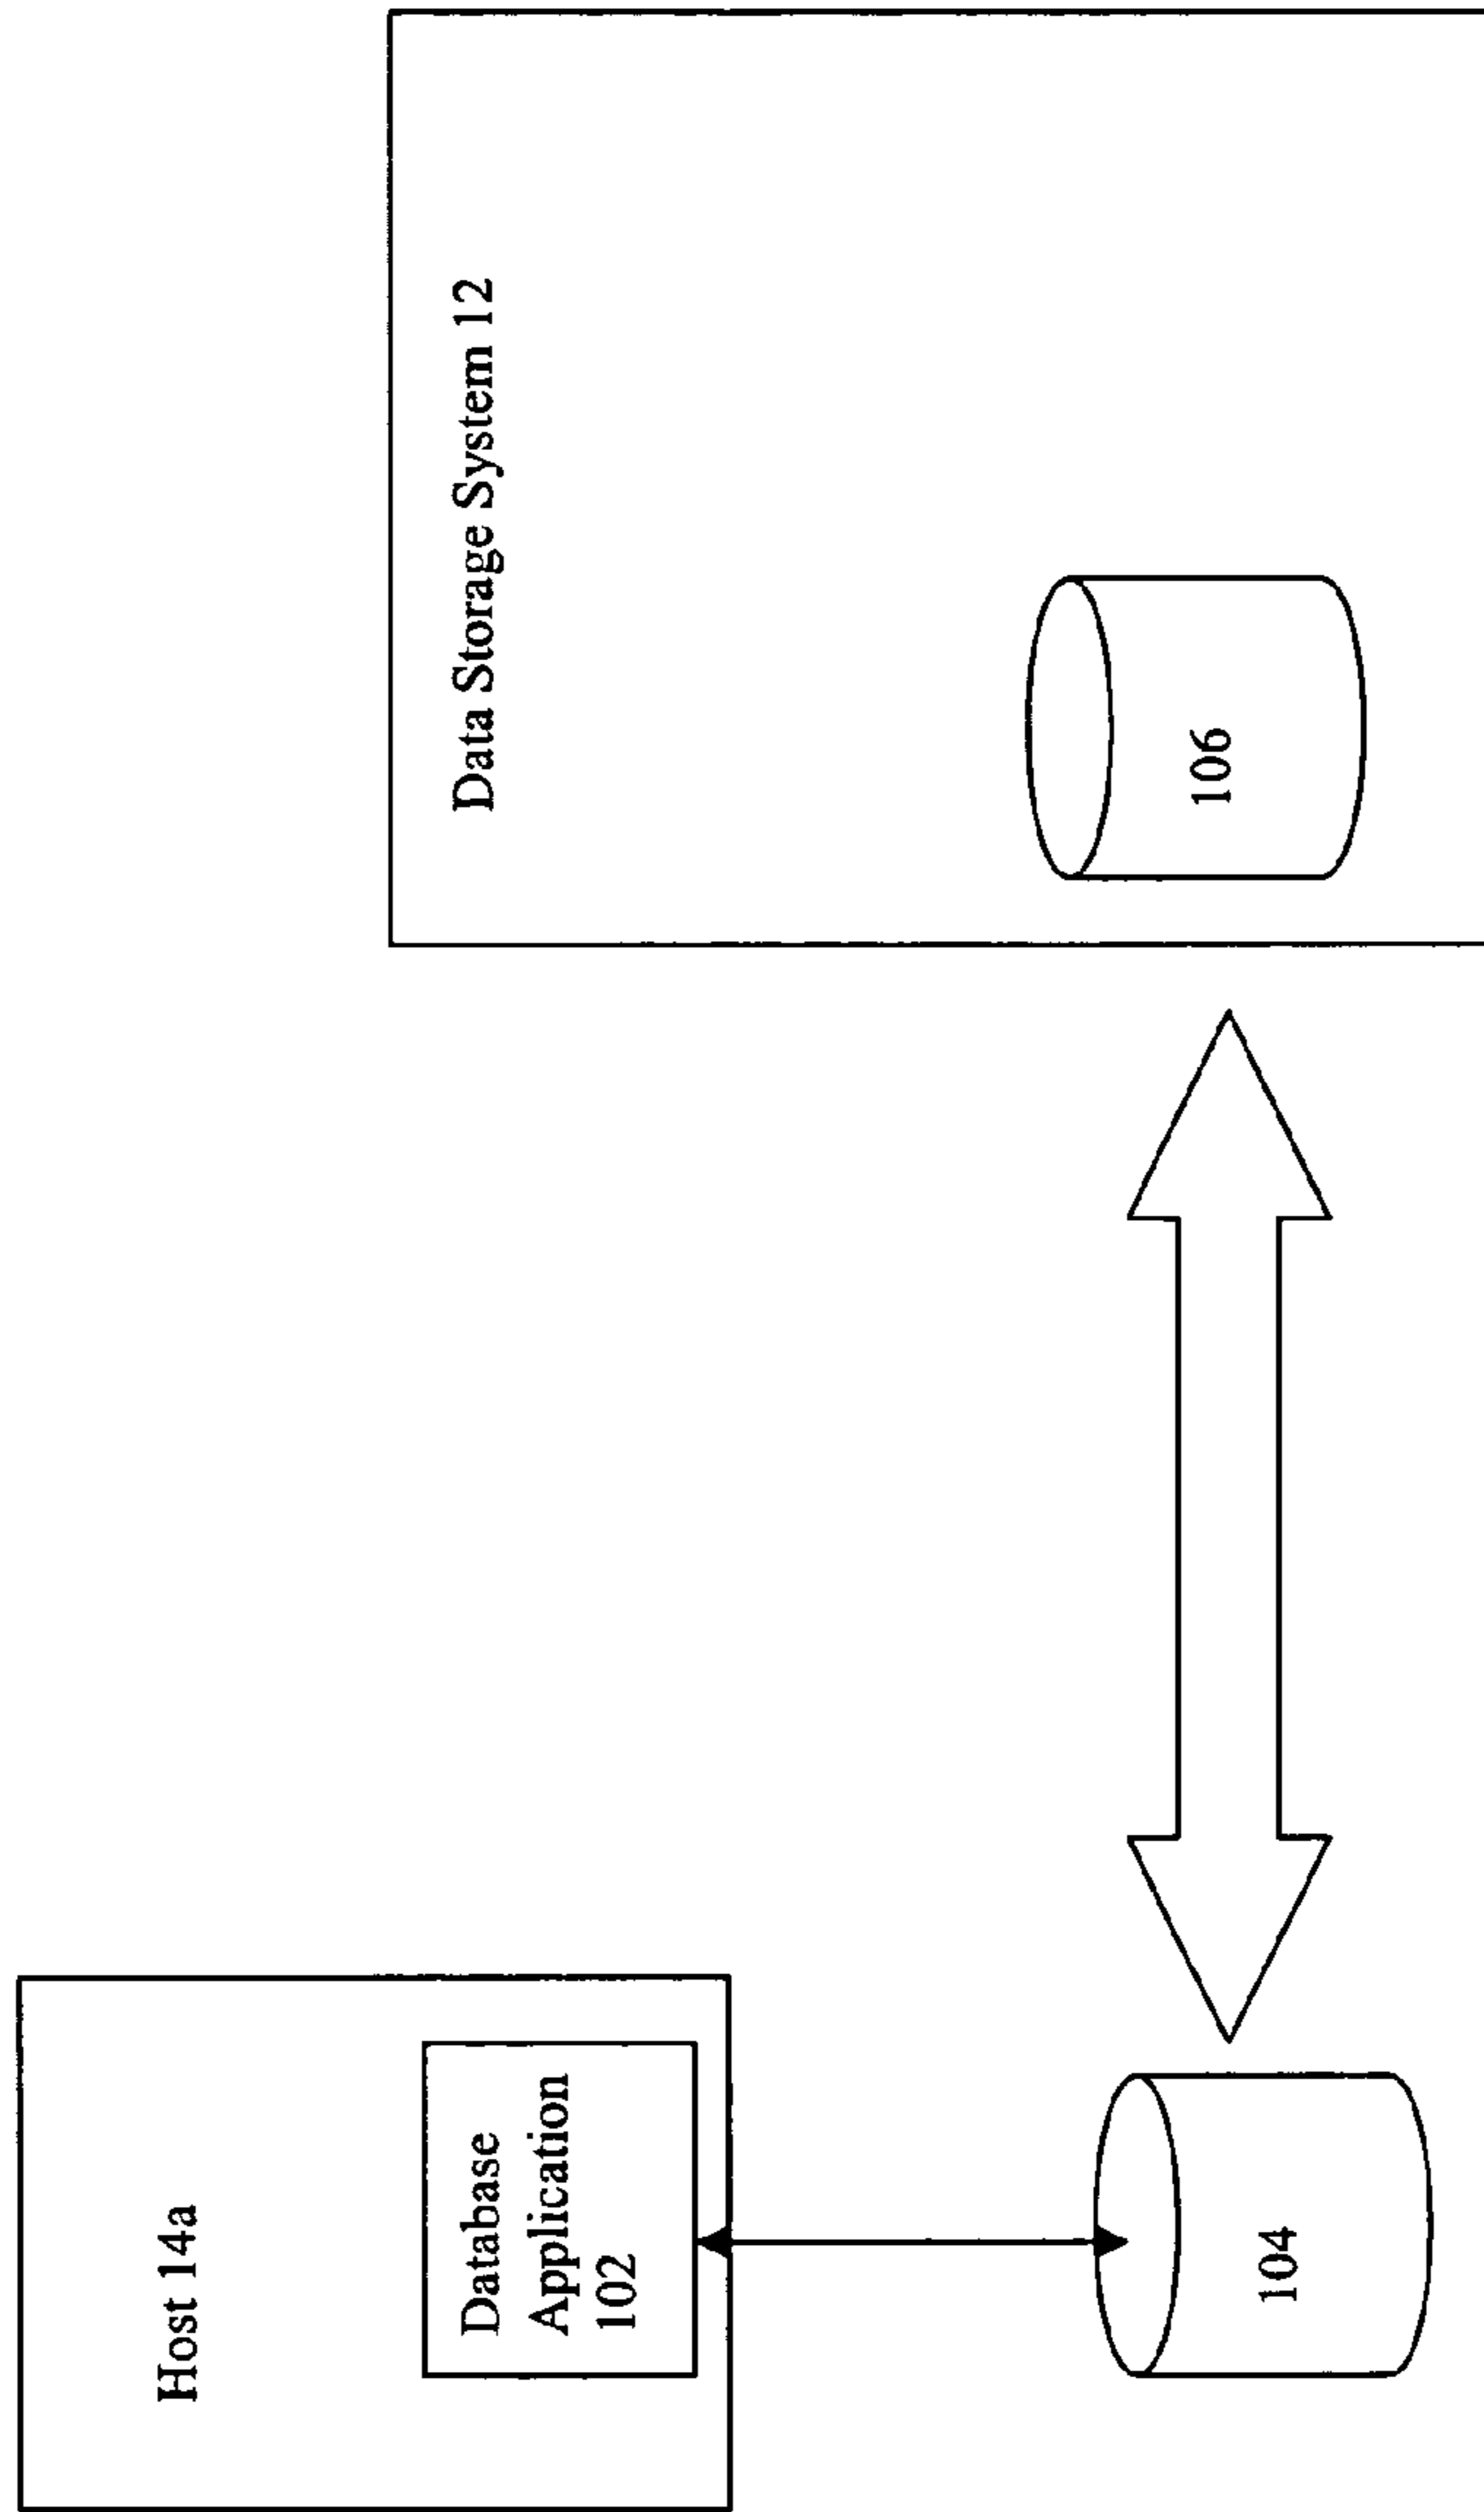 Host 14a
Database
Application
102
104
Data Storage System 12
106